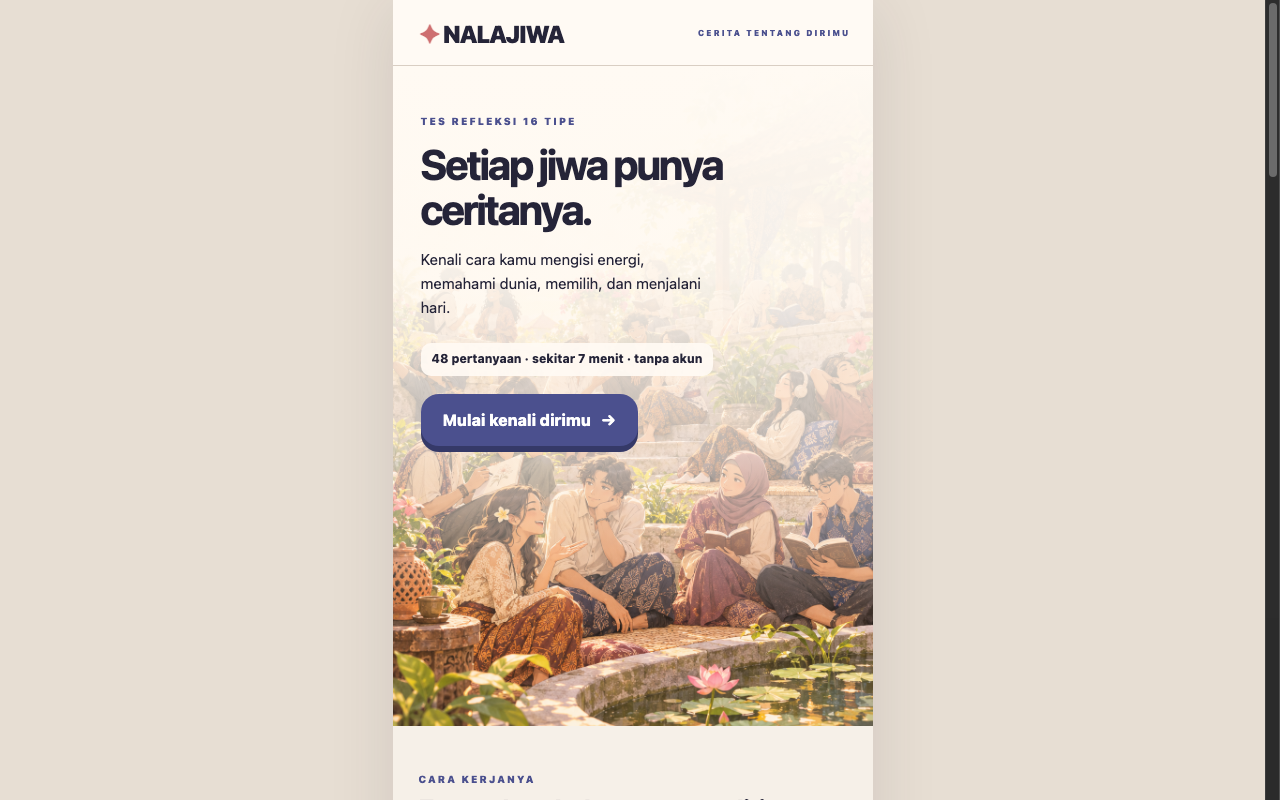 NALAJIWA
CERITA TENTANG DIRIMU
TES REFLEKSI 16 TIPE
Setiap jiwa punya
ceritanya.
Kenali cara kamu mengisi energi,
memahami dunia, memilih, dan menjalani
hari.
48 pertanyaan · sekitar 7 menit · tanpa akun
Mulai kenali dirimu →
CARA KERJANYA